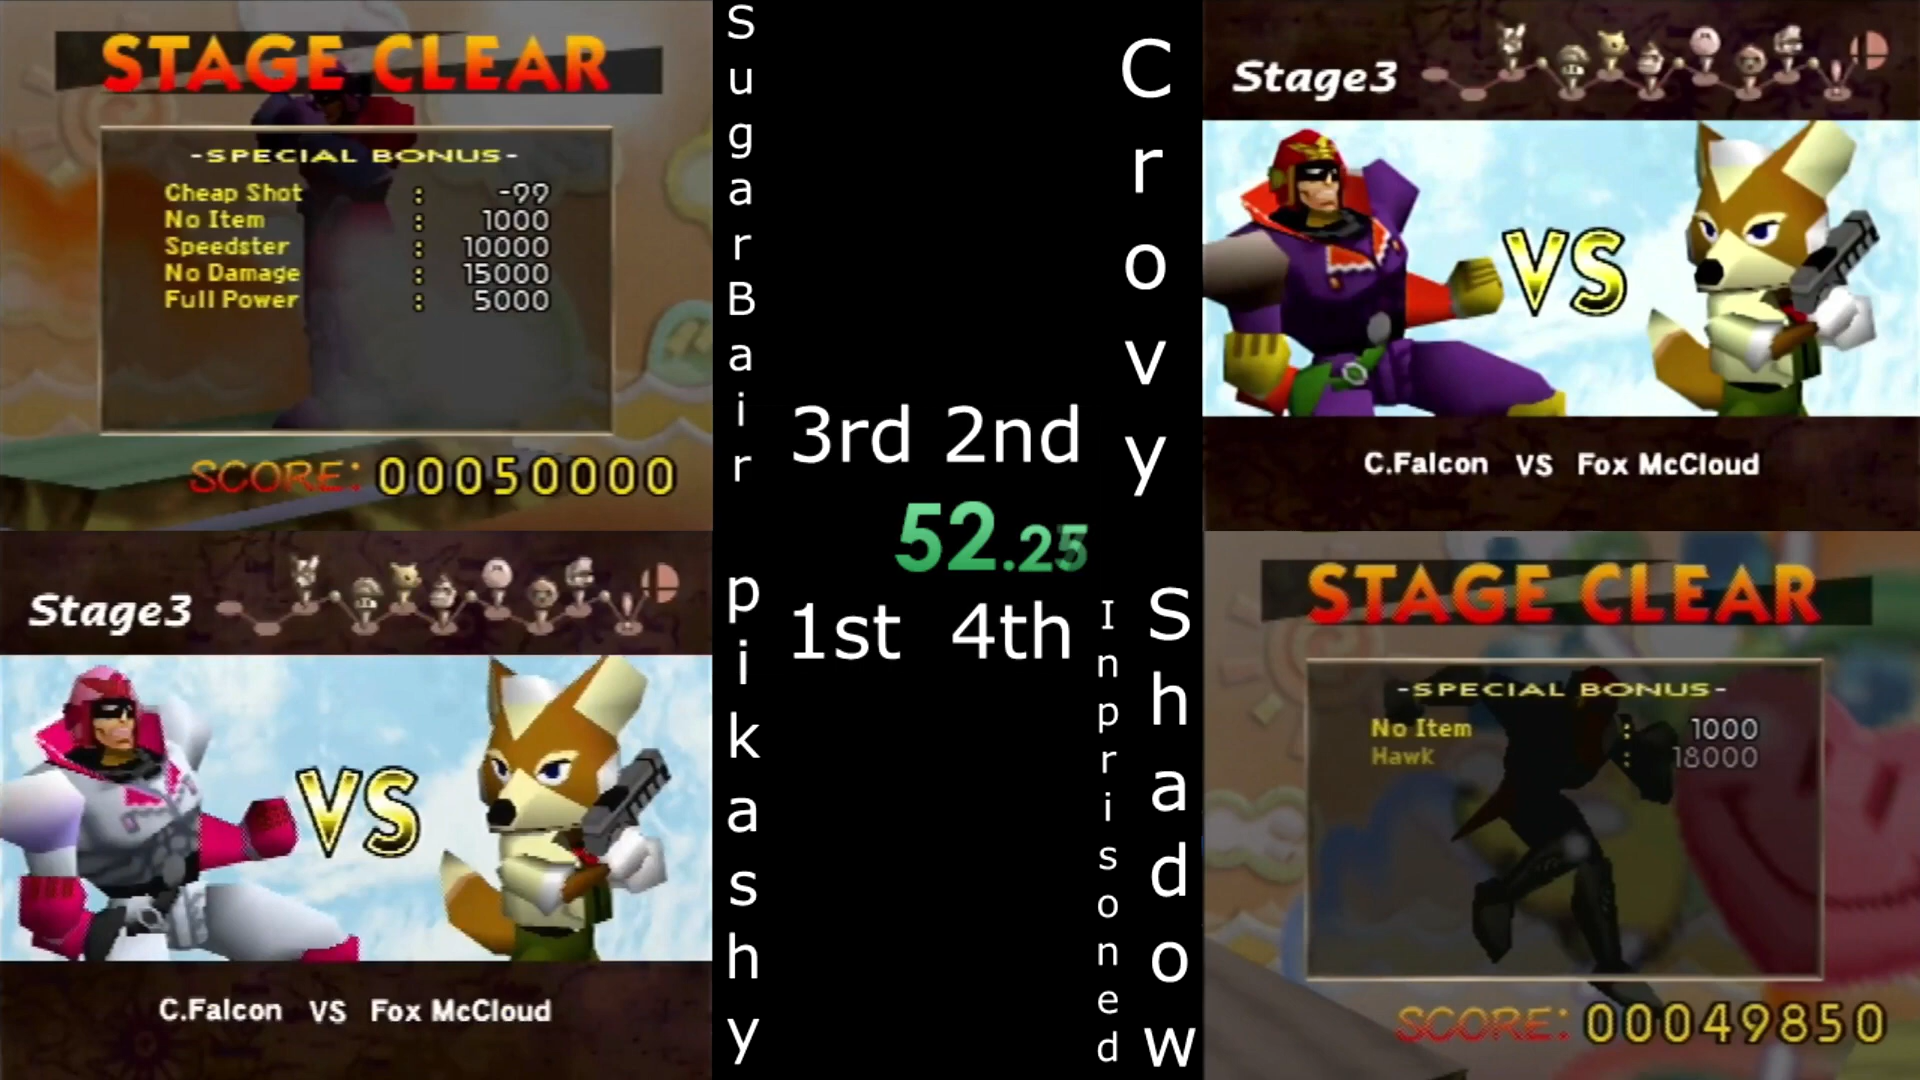 STAGE CLEAR
-SPECIAL BONUS-
Cheap Shot : -99
No Item : 1000
Speedster : 10000
No Damage : 15000
Full Power : 5000
SCORE: 00050000
SugarBair
Crovy
Stage3
VS
C.Falcon VS Fox McCloud
3rd 2nd
52.25
1st 4th
Stage3
VS
C.Falcon VS Fox McCloud
pikashy
Inprisoned
Shadow
STAGE CLEAR
-SPECIAL BONUS-
No Item : 1000
Hawk : 18000
SCORE: 00049850